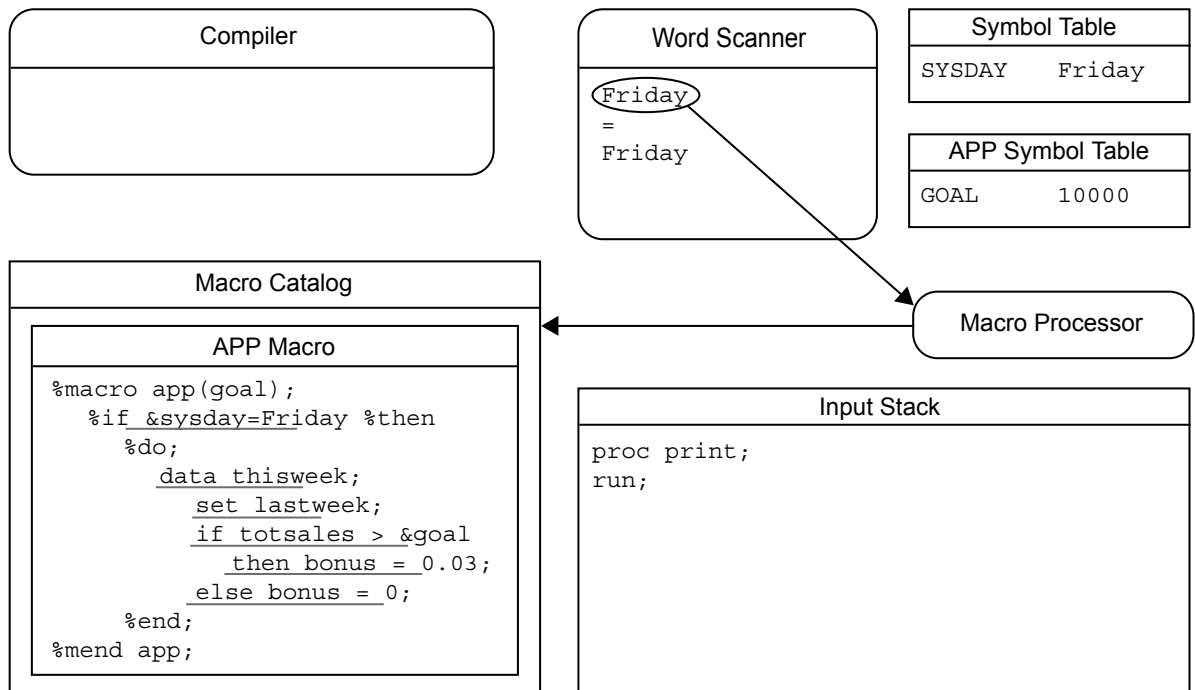 Compiler
Word Scanner
Friday
=
Friday
Symbol Table
SYSDAY Friday
APP Symbol Table
GOAL 10000
Macro Catalog
APP Macro
%macro app(goal);
%if &sysday=Friday %then
%do;
data thisweek;
set lastweek;
if totsales > &goal
then bonus = 0.03;
else bonus = 0;
%end;
%mend app;
Macro Processor
Input Stack
proc print;
run;